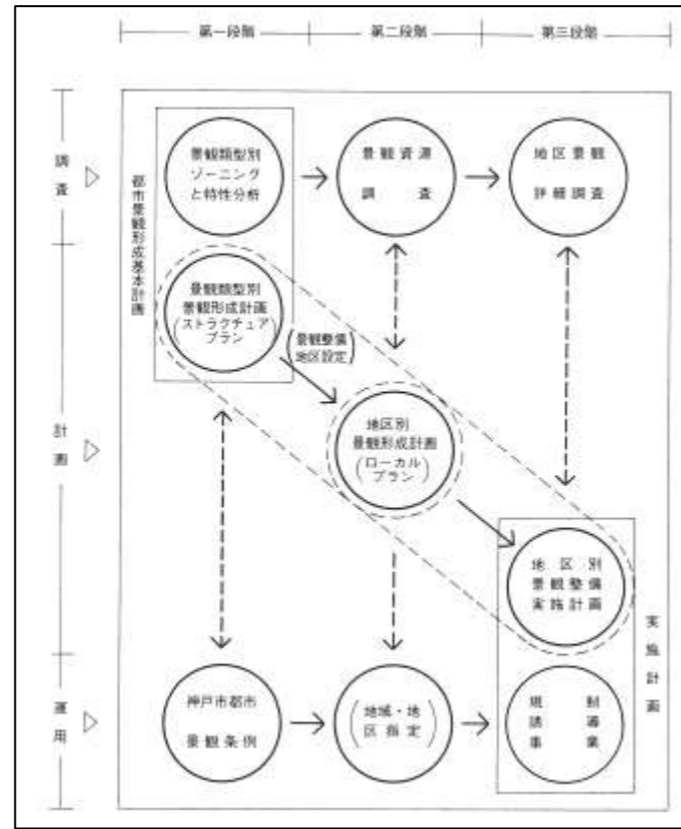 第一段階
第二段階
第三段階
調査
計画
運用
都市景観形成基本計画
景観類型別
ゾーニング
と特性分析
景観資源
調査
地区景観
詳細調査
景観類型別
景観形成計画
(ストラクチュア
プラン)
(景観整備
地区設定)
地区別
景観形成計画
(ローカル
プラン)
地区別
景観整備
実施計画
実施計画
神戸市都市
景観条例
(地域・地
区指定)
規制
誘導
事業